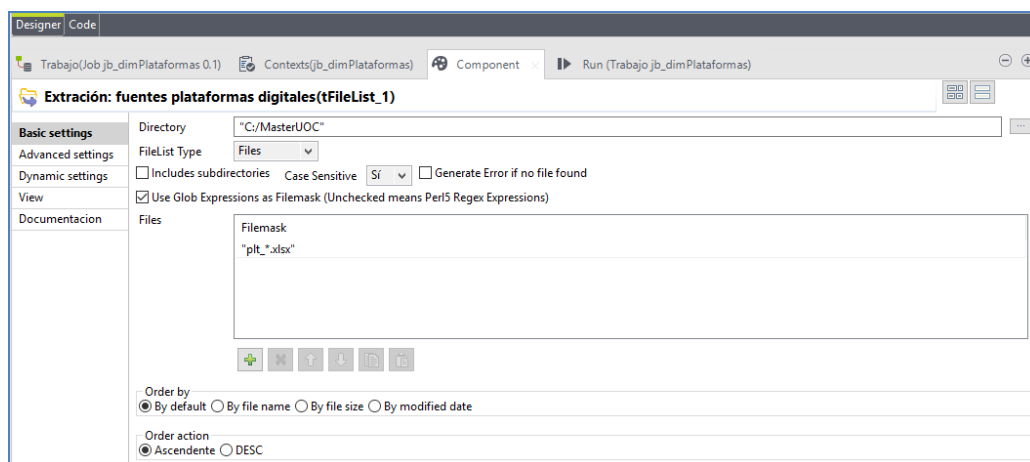 Designer Code
Trabajo(Job jb_dimPlataformas 0.1) Contexts(jb_dimPlataformas) Component Run (Trabajo jb_dimPlataformas)
Extración: fuentes plataformas digitales(tFileList_1)
Basic settings
Advanced settings
Dynamic settings
View
Documentacion
Directory "C:/MasterUOC" ...
FileList Type Files
Includes subdirectories Case Sensitive Sí Generate Error if no file found
Use Glob Expressions as Filemask (Unchecked means Perl5 Regex Expressions)
Files
Filemask
"plt_*.xlsx"
Order by
By default By file name By file size By modified date
Order action
Ascendente DESC